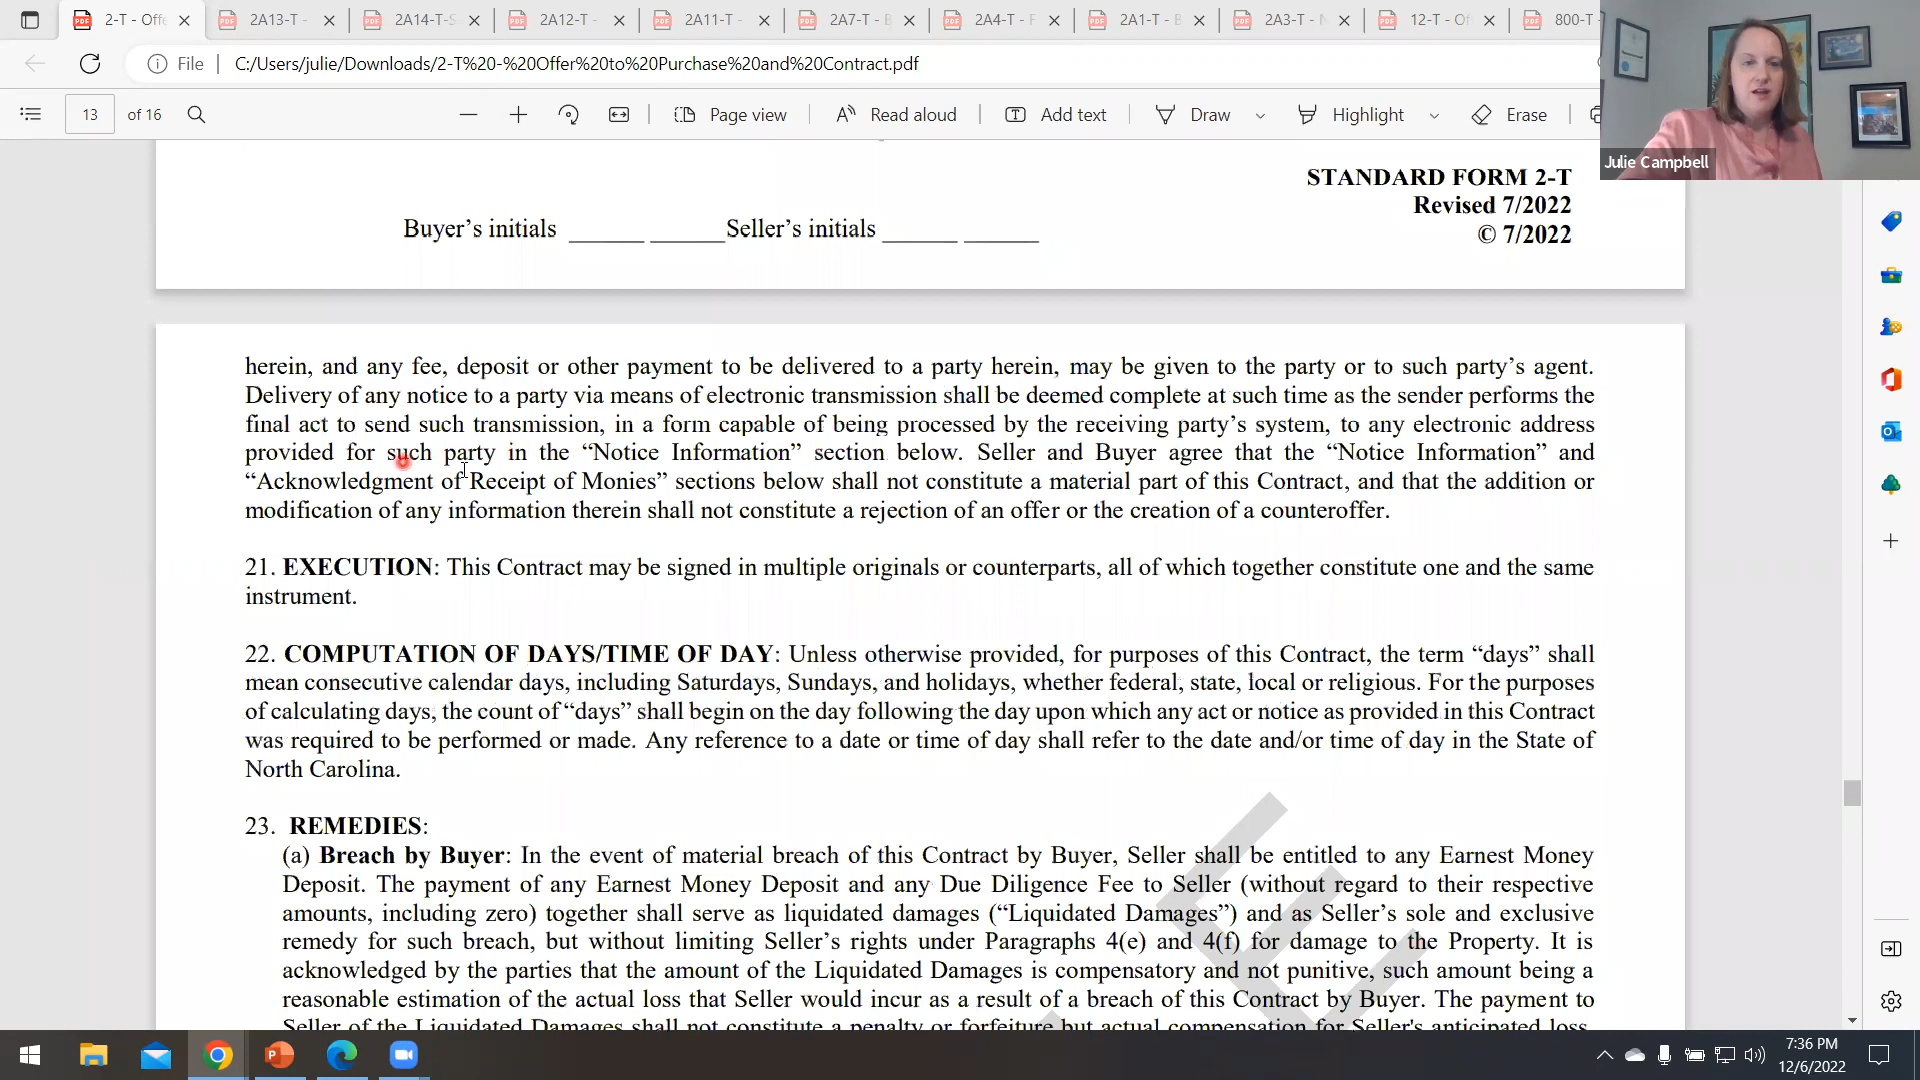 2-T - Offe
2A13-T -
2A14-T-S
2A12-T -
2A11-T -
2A7-T - B
2A4-T - F
2A1-T - B
2A3-T - N
12-T - Of
800-T -
File
C:/Users/julie/Downloads/2-T%20-%20Offer%20to%20Purchase%20and%20Contract.pdf
13 of 16
Page view
Read aloud
Add text
Draw
Highlight
Erase
Julie Campbell
STANDARD FORM 2-T
Revised 7/2022
© 7/2022
Buyer's initials ______ ______ Seller's initials ______ ______
herein, and any fee, deposit or other payment to be delivered to a party herein, may be given to the party or to such party's agent.
Delivery of any notice to a party via means of electronic transmission shall be deemed complete at such time as the sender performs the
final act to send such transmission, in a form capable of being processed by the receiving party's system, to any electronic address
provided for such party in the “Notice Information” section below. Seller and Buyer agree that the “Notice Information” and
“Acknowledgment of Receipt of Monies” sections below shall not constitute a material part of this Contract, and that the addition or
modification of any information therein shall not constitute a rejection of an offer or the creation of a counteroffer.
21. EXECUTION: This Contract may be signed in multiple originals or counterparts, all of which together constitute one and the same
instrument.
22. COMPUTATION OF DAYS/TIME OF DAY: Unless otherwise provided, for purposes of this Contract, the term “days” shall
mean consecutive calendar days, including Saturdays, Sundays, and holidays, whether federal, state, local or religious. For the purposes
of calculating days, the count of “days” shall begin on the day following the day upon which any act or notice as provided in this Contract
was required to be performed or made. Any reference to a date or time of day shall refer to the date and/or time of day in the State of
North Carolina.
23. REMEDIES:
(a) Breach by Buyer: In the event of material breach of this Contract by Buyer, Seller shall be entitled to any Earnest Money
Deposit. The payment of any Earnest Money Deposit and any Due Diligence Fee to Seller (without regard to their respective
amounts, including zero) together shall serve as liquidated damages (“Liquidated Damages”) and as Seller's sole and exclusive
remedy for such breach, but without limiting Seller's rights under Paragraphs 4(e) and 4(f) for damage to the Property. It is
acknowledged by the parties that the amount of the Liquidated Damages is compensatory and not punitive, such amount being a
reasonable estimation of the actual loss that Seller would incur as a result of a breach of this Contract by Buyer. The payment to
Seller of the Liquidated Damages shall not constitute a penalty or forfeiture but actual compensation for Seller's anticipated loss,
E
7:36 PM
12/6/2022